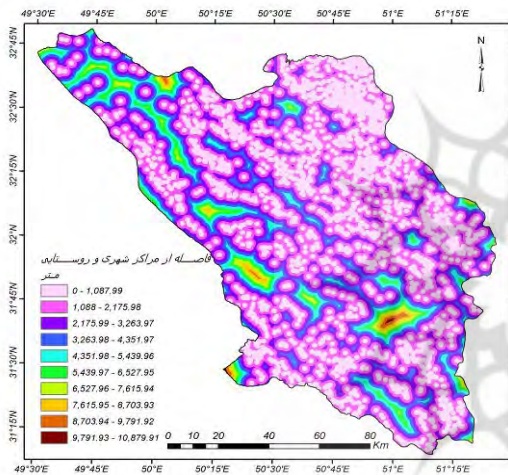 49°30'E 49°45'E 50°0'E 50°15'E 50°30'E 50°45'E 51°0'E 51°15'E
N
32°45'N
32°30'N
32°15'N
32°0'N
31°45'N
31°30'N
31°15'N
فاصله از مراکز شهری و روستایی
متر
0 - 1,087.99
1,088 - 2,175.98
2,175.99 - 3,263.97
3,263.98 - 4,351.97
4,351.98 - 5,439.96
5,439.97 - 6,527.95
6,527.96 - 7,615.94
7,615.95 - 8,703.93
8,703.94 - 9,791.92
9,791.93 - 10,879.91
0 10 20 40 60 80
Km
49°30'E 49°45'E 50°0'E 50°15'E 50°30'E 50°45'E 51°0'E 51°15'E